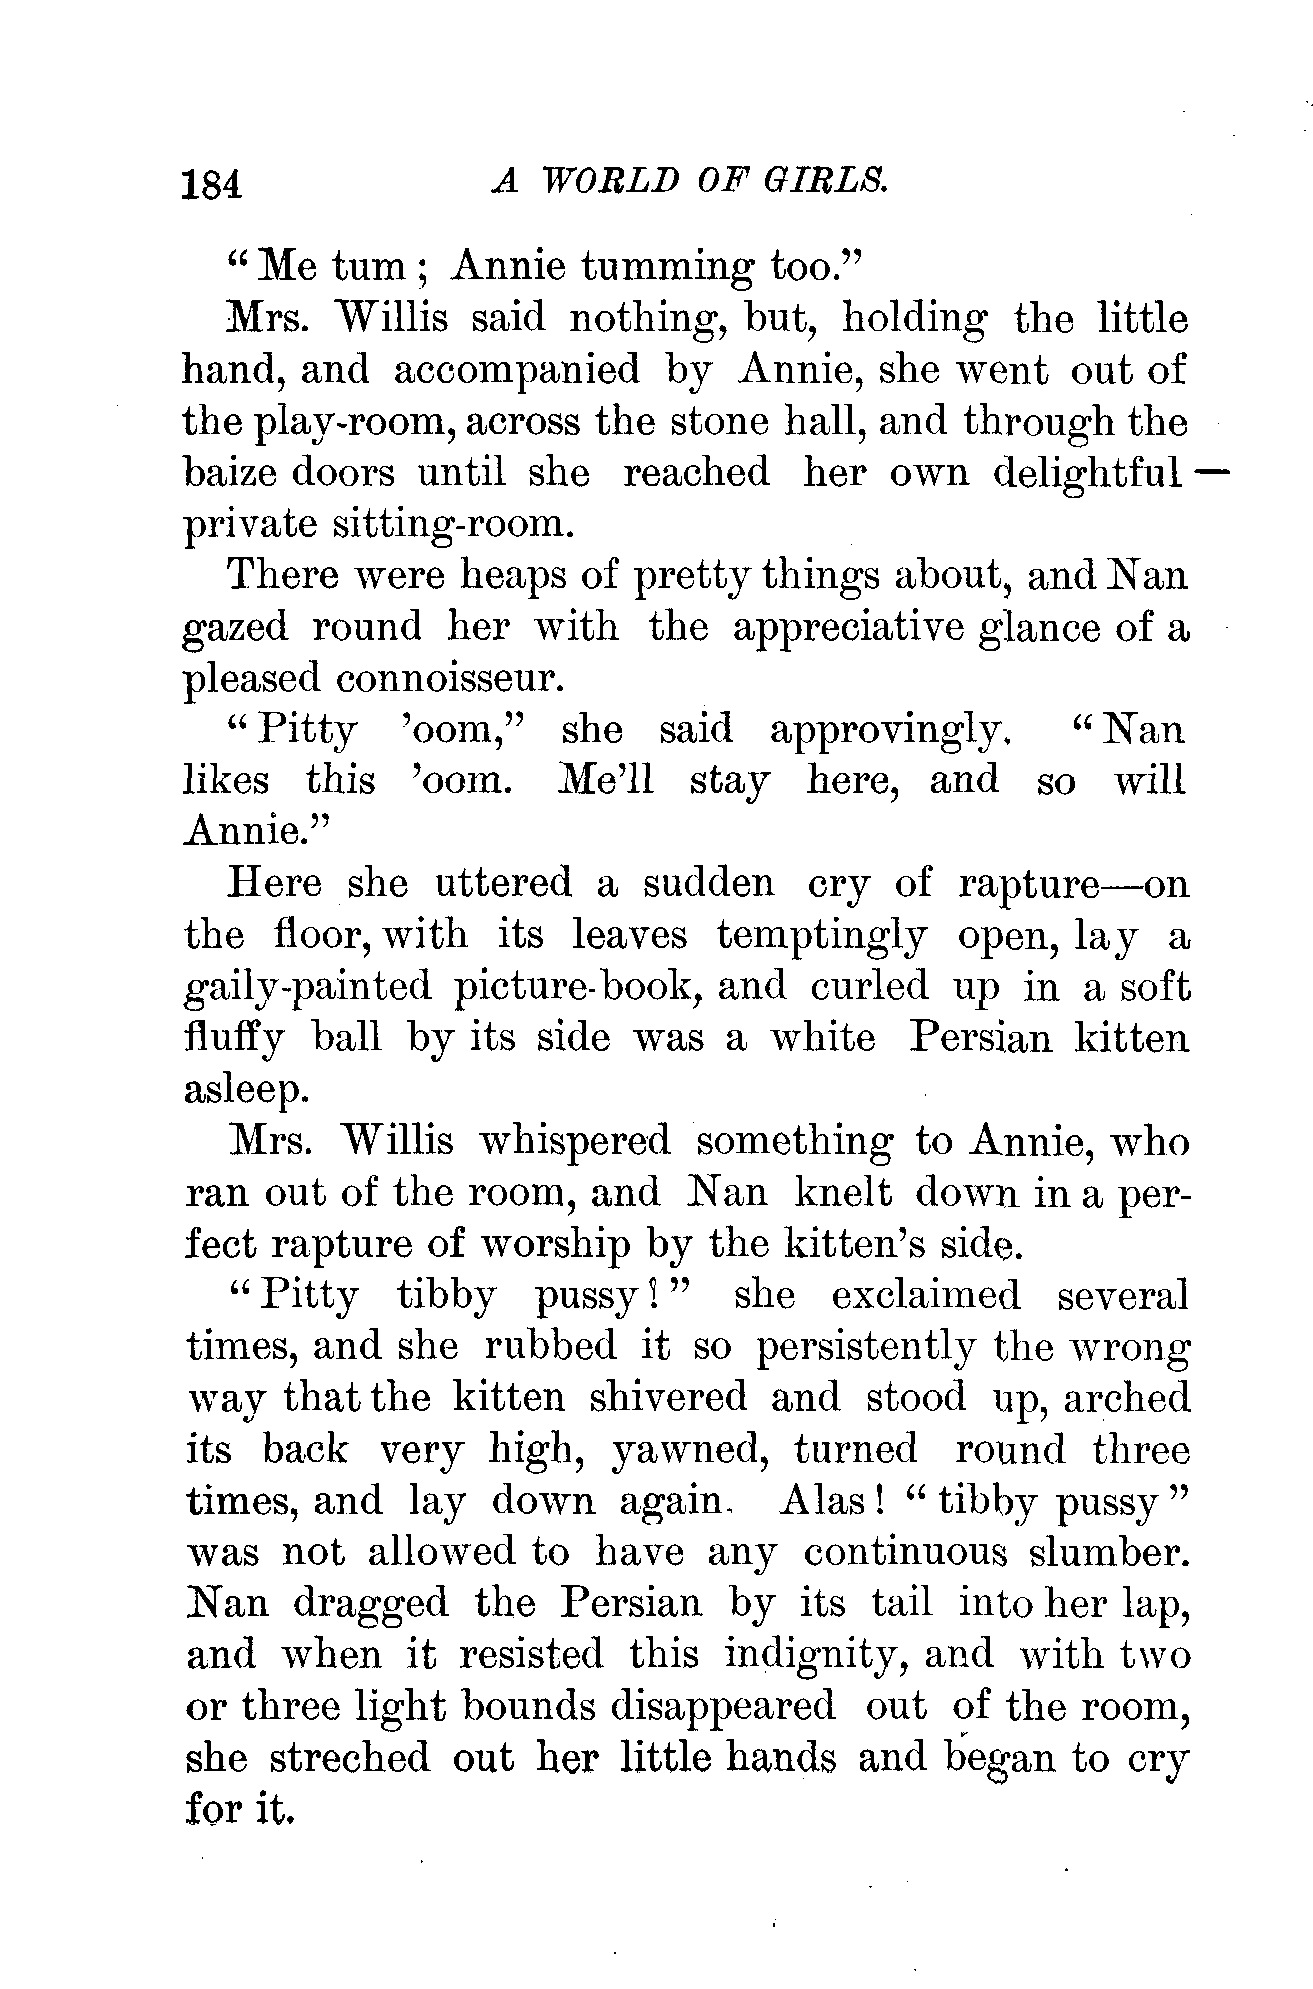 184 A WORLD OF GIRLS.
“ Me tum ; Annie tumming too.”
Mrs. Willis said nothing, but, holding the little
hand, and accompanied by Annie, she went out of
the play-room, across the stone hall, and through the
baize doors until she reached her own delightful —
private sitting-room.
There were heaps of pretty things about, and Nan
gazed round her with the appreciative glance of a
pleased connoisseur.
“ Pitty ’oom,” she said approvingly. “ Nan
likes this ’oom. Me’ll stay here, and so will
Annie.”
Here she uttered a sudden cry of rapture—on
the floor, with its leaves temptingly open, lay a
gaily-painted picture-book, and curled up in a soft
fluffy ball by its side was a white Persian kitten
asleep.
Mrs. Willis whispered something to Annie, who
ran out of the room, and Nan knelt down in a per-
fect rapture of worship by the kitten’s side.
“ Pitty tibby pussy! ” she exclaimed several
times, and she rubbed it so persistently the wrong
way that the kitten shivered and stood up, arched
its back very high, yawned, turned round three
times, and lay down again. Alas ! “ tibby pussy ”
was not allowed to have any continuous slumber.
Nan dragged the Persian by its tail into her lap,
and when it resisted this indignity, and with two
or three light bounds disappeared out of the room,
she streched out her little hands and began to cry
for it.